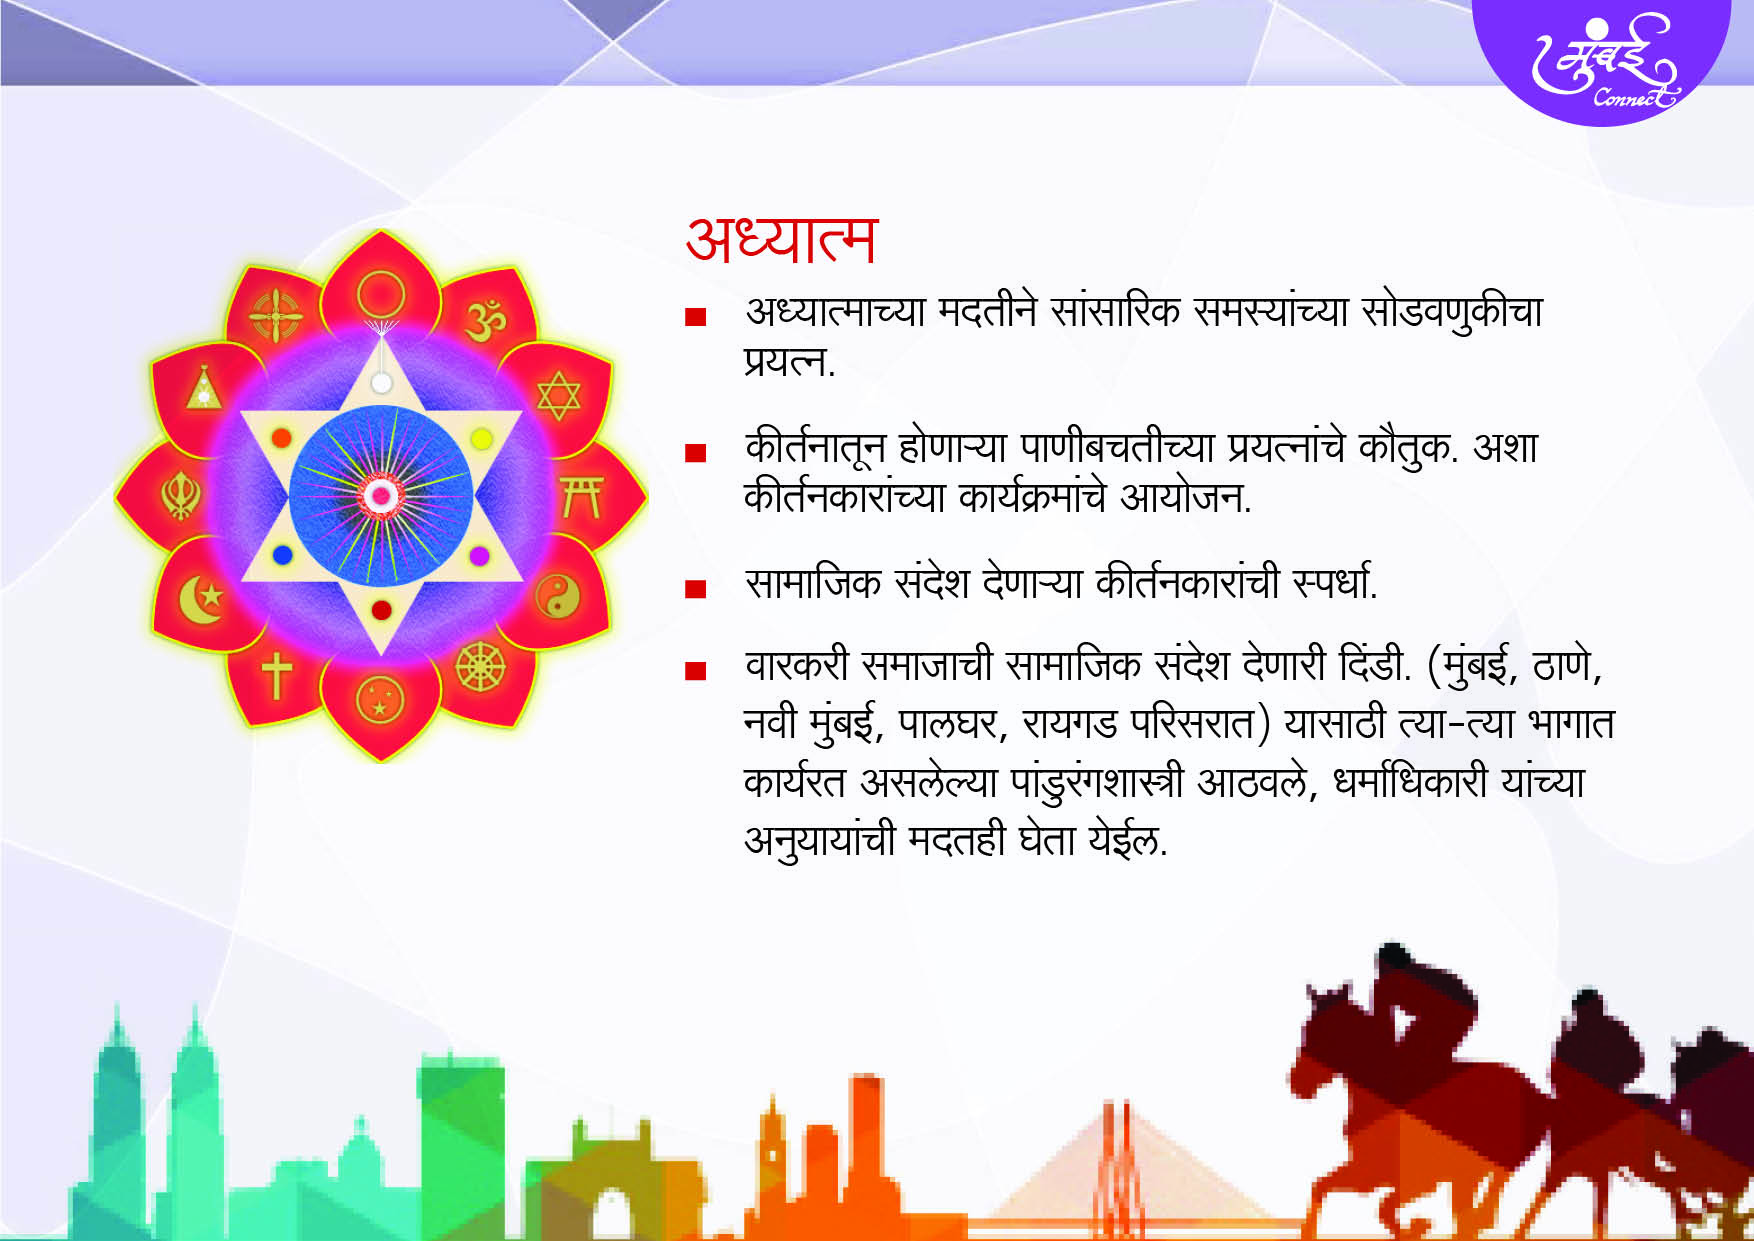 मुंबई
Connect
अध्यात्म
अध्यात्माच्या मदतीने सांसारिक समस्यांच्या सोडवणुकीचा
प्रयत्न.
कीर्तनातून होणाऱ्या पाणीबचतीच्या प्रयत्नांचे कौतुक. अशा
कीर्तनकारांच्या कार्यक्रमांचे आयोजन.
सामाजिक संदेश देणाऱ्या कीर्तनकारांची स्पर्धा.
वारकरी समाजाची सामाजिक संदेश देणारी दिंडी. (मुंबई, ठाणे,
नवी मुंबई, पालघर, रायगड परिसरात) यासाठी त्या-त्या भागात
कार्यरत असलेल्या पांडुरंगशास्त्री आठवले, धर्माधिकारी यांच्या
अनुयायांची मदतही घेता येईल.
ॐ